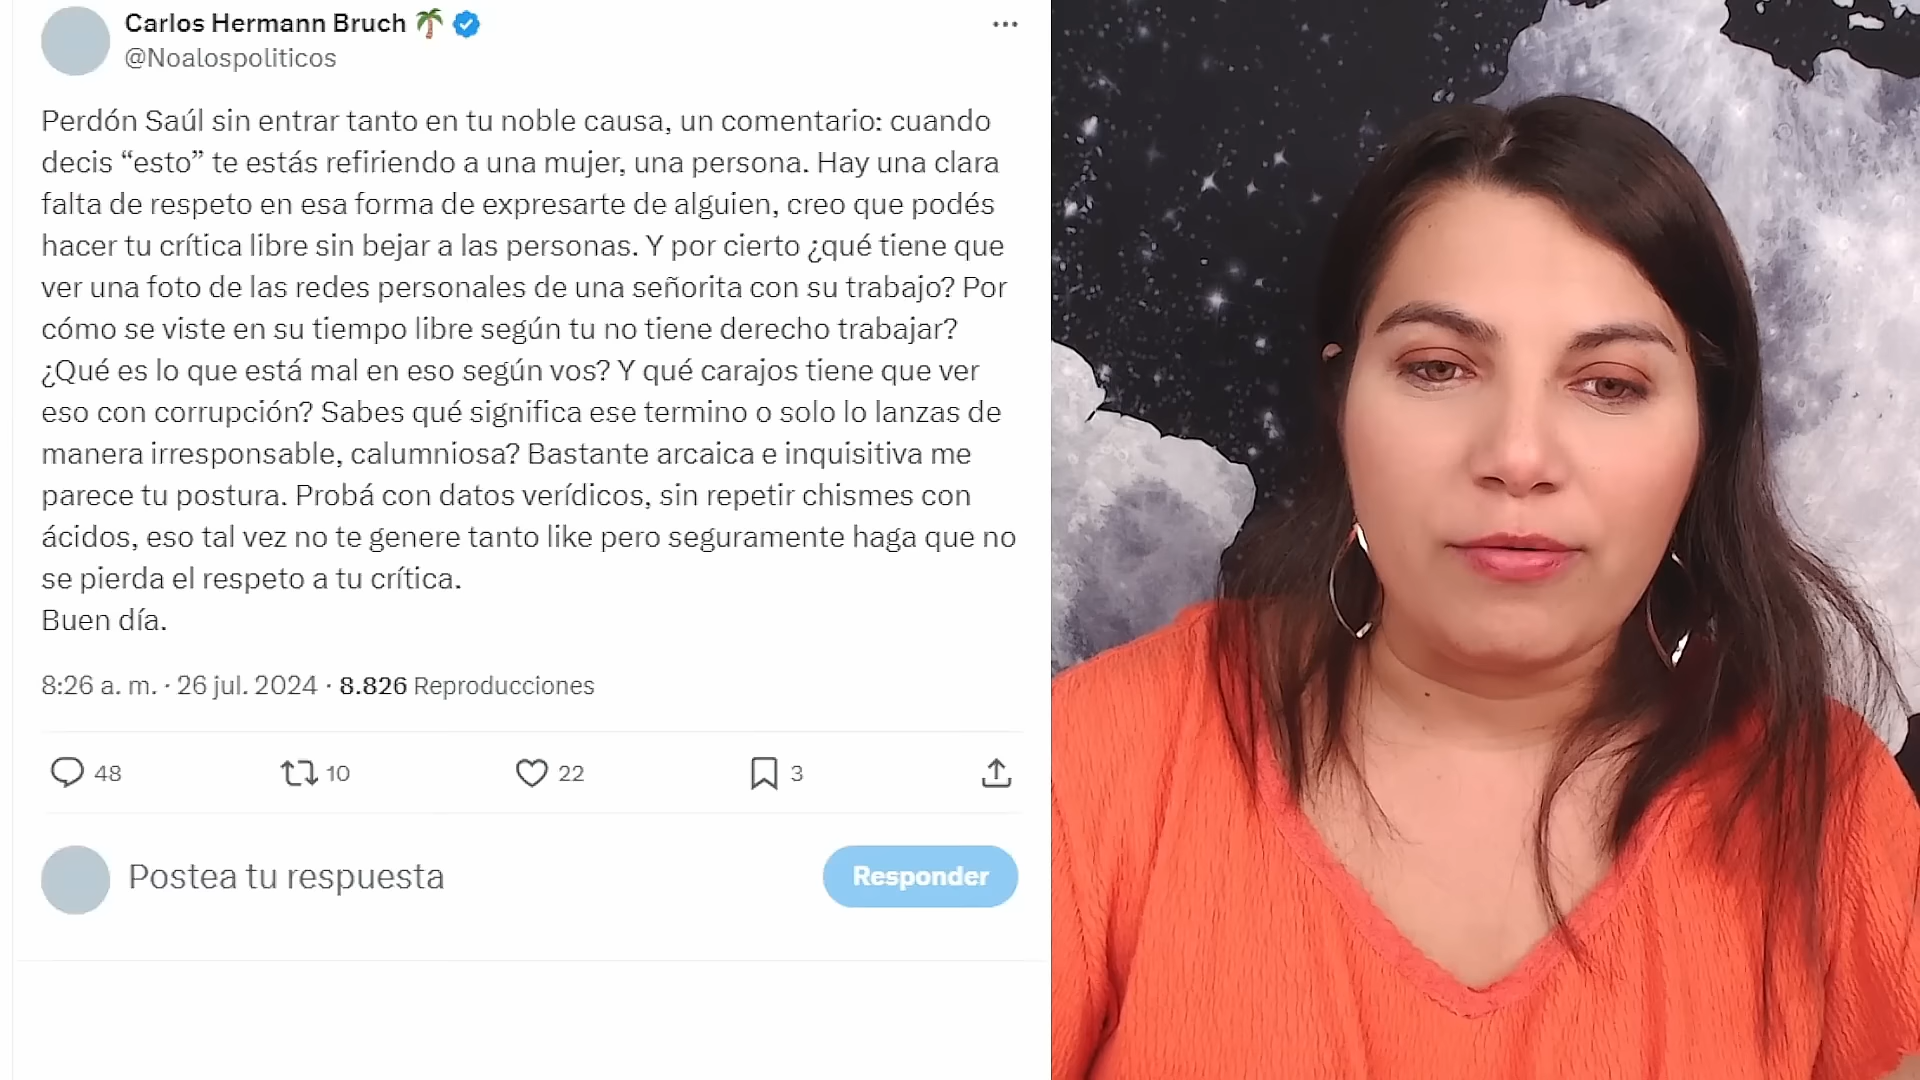 Carlos Hermann Bruch 🌴
@Noalospoliticos
Perdón Saúl sin entrar tanto en tu noble causa, un comentario: cuando
decis “esto” te estás refiriendo a una mujer, una persona. Hay una clara
falta de respeto en esa forma de expresarte de alguien, creo que podés
hacer tu crítica libre sin bejar a las personas. Y por cierto ¿qué tiene que
ver una foto de las redes personales de una señorita con su trabajo? Por
cómo se viste en su tiempo libre según tu no tiene derecho trabajar?
¿Qué es lo que está mal en eso según vos? Y qué carajos tiene que ver
eso con corrupción? Sabes qué significa ese termino o solo lo lanzas de
manera irresponsable, calumniosa? Bastante arcaica e inquisitiva me
parece tu postura. Probá con datos verídicos, sin repetir chismes con
ácidos, eso tal vez no te genere tanto like pero seguramente haga que no
se pierda el respeto a tu crítica.
Buen día.
8:26 a. m. · 26 jul. 2024 · 8.826 Reproducciones
48 10 22 3
Postea tu respuesta Responder